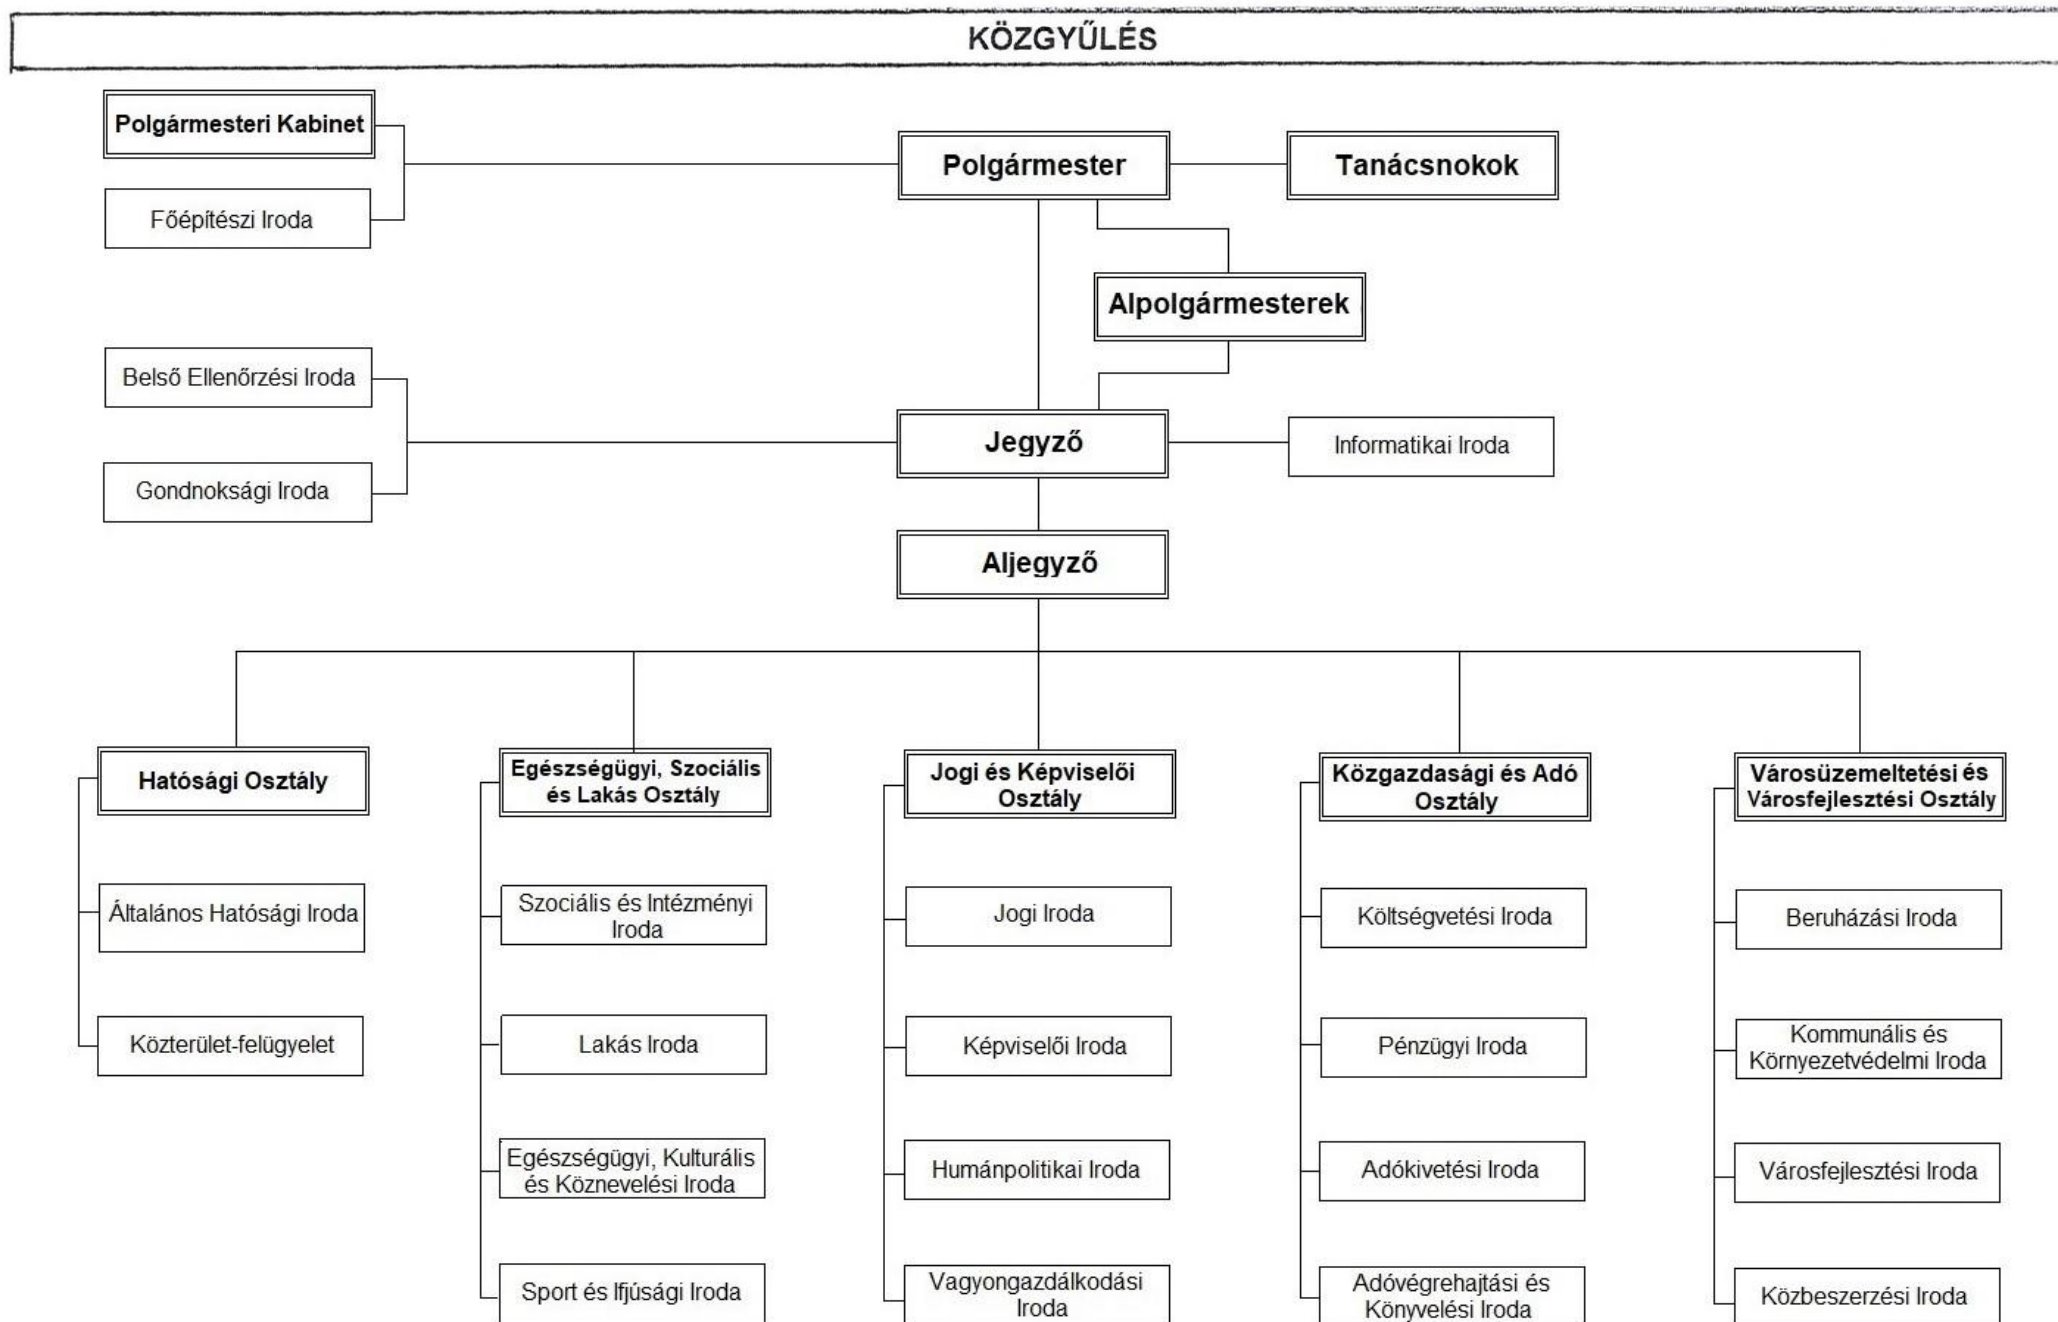 KÖZGYŰLÉS
Polgármesteri Kabinet
Polgármester
Tanácsnokok
Főépítészi Iroda
Alpolgármesterek
Belső Ellenőrzési Iroda
Jegyző
Informatikai Iroda
Gondnoksági Iroda
Aljegyző
Hatósági Osztály
Általános Hatósági Iroda
Közterület-felügyelet
Egészségügyi, Szociális
és Lakás Osztály
Szociális és Intézményi
Iroda
Lakás Iroda
Egészségügyi, Kulturális
és Köznevelési Iroda
Sport és Ifjúsági Iroda
Jogi és Képviselői
Osztály
Jogi Iroda
Képviselői Iroda
Humánpolitikai Iroda
Vagyongazdálkodási
Iroda
Közgazdasági és Adó
Osztály
Költségvetési Iroda
Pénzügyi Iroda
Adókivetési Iroda
Adóvégrehajtási és
Könyvelési Iroda
Városüzemeltetési és
Városfejlesztési Osztály
Beruházási Iroda
Kommunális és
Környezetvédelmi Iroda
Városfejlesztési Iroda
Közbeszerzési Iroda